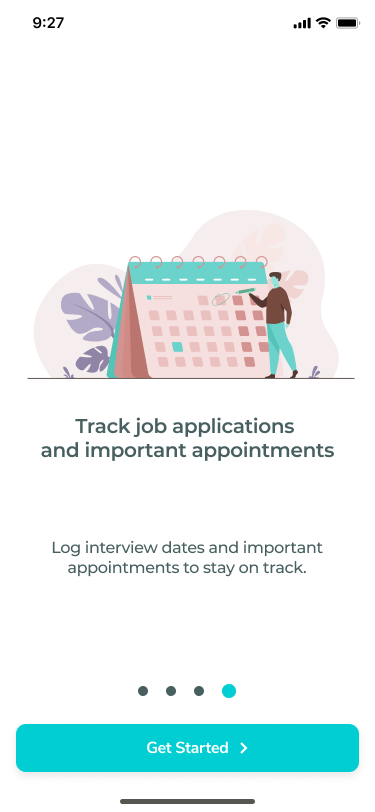 9:27
Track job applications
and important appointments
Log interview dates and important
appointments to stay on track.
Get Started